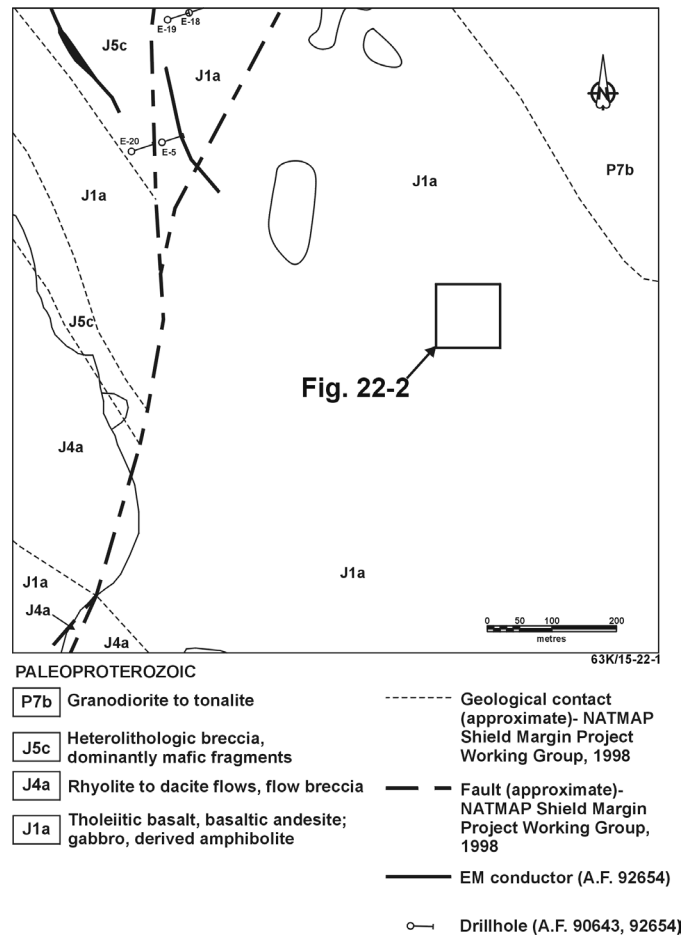 E-18
E-19
J5c
J1a
N
E-20
E-5
P7b
J1a
J1a
J5c
Fig. 22-2
J4a
J1a
J1a
J4a
J4a
0 50 100 200
metres
63K/15-22-1
PALEOPROTEROZOIC
P7b Granodiorite to tonalite
J5c Heterolithologic breccia,
dominantly mafic fragments
J4a Rhyolite to dacite flows, flow breccia
J1a Tholeiitic basalt, basaltic andesite;
gabbro, derived amphibolite
Geological contact
(approximate)- NATMAP
Shield Margin Project
Working Group, 1998
Fault (approximate)-
NATMAP Shield Margin
Project Working Group,
1998
EM conductor (A.F. 92654)
Drillhole (A.F. 90643, 92654)